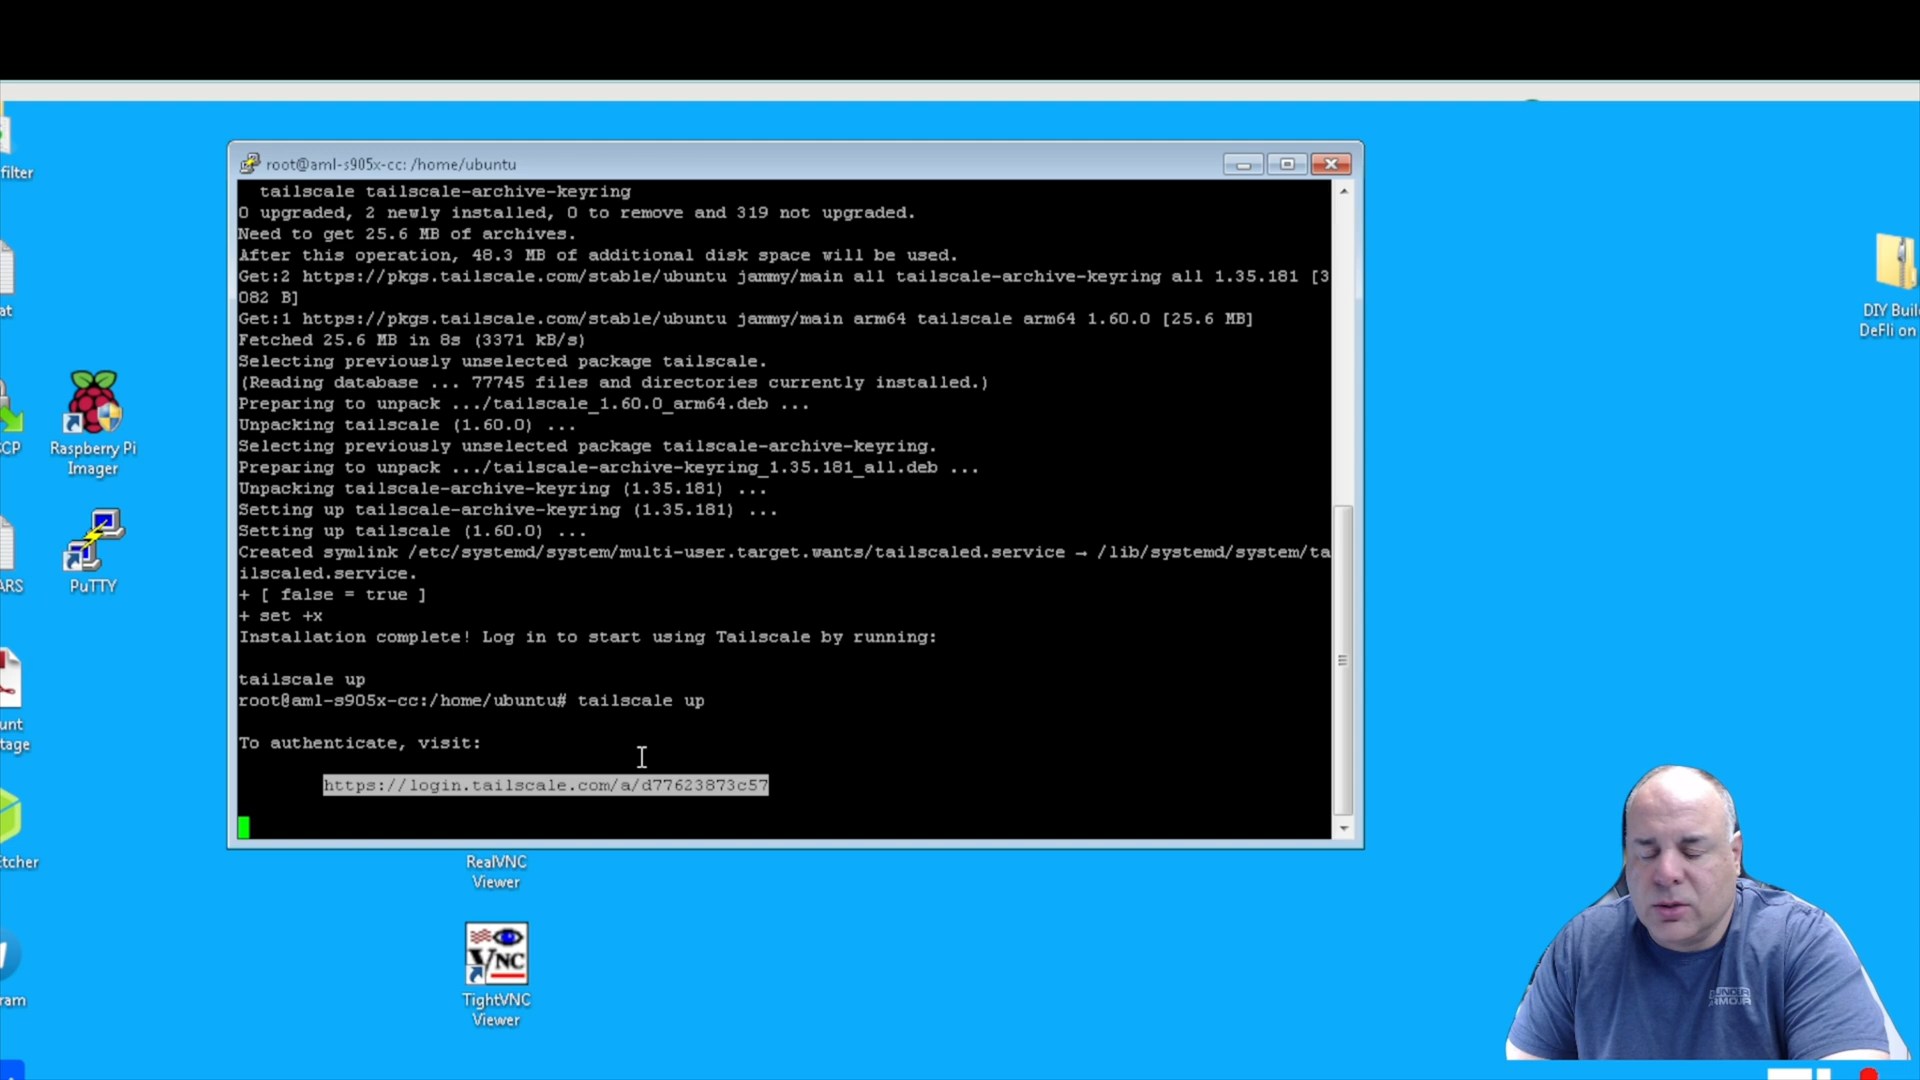 root@aml-s905x-cc: /home/ubuntu
tailscale tailscale-archive-keyring
0 upgraded, 2 newly installed, 0 to remove and 319 not upgraded.
Need to get 25.6 MB of archives.
After this operation, 48.3 MB of additional disk space will be used.
Get:2 https://pkgs.tailscale.com/stable/ubuntu jammy/main all tailscale-archive-keyring all 1.35.181 [3
082 B]
Get:1 https://pkgs.tailscale.com/stable/ubuntu jammy/main arm64 tailscale arm64 1.60.0 [25.6 MB]
Fetched 25.6 MB in 8s (3371 kB/s)
Selecting previously unselected package tailscale.
(Reading database ... 77745 files and directories currently installed.)
Preparing to unpack .../tailscale_1.60.0_arm64.deb ...
Unpacking tailscale (1.60.0) ...
Selecting previously unselected package tailscale-archive-keyring.
Preparing to unpack .../tailscale-archive-keyring_1.35.181_all.deb ...
Unpacking tailscale-archive-keyring (1.35.181) ...
Setting up tailscale-archive-keyring (1.35.181) ...
Setting up tailscale (1.60.0) ...
Created symlink /etc/systemd/system/multi-user.target.wants/tailscaled.service → /lib/systemd/system/ta
ilscaled.service.
+ [ false = true ]
+ set +x
Installation complete! Log in to start using Tailscale by running:
tailscale up
root@aml-s905x-cc:/home/ubuntu# tailscale up
To authenticate, visit:
https://login.tailscale.com/a/d77623873c57
filter
at
CP
Raspberry Pi
Imager
ARS
PuTTY
unt
tage
Etcher
ram
RealVNC
Viewer
VNC
TightVNC
Viewer
DIY Buil
DeFli on
UNDER
ARMOUR